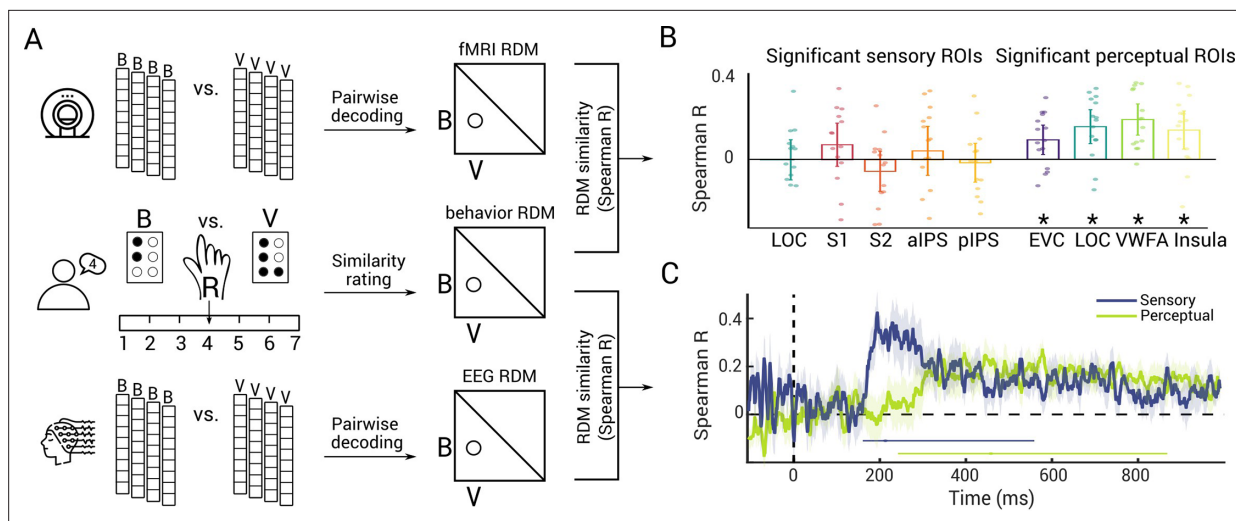 A
B B B B
vs.
V V V V
Pairwise
decoding
fMRI RDM
B
V
RDM similarity
(Spearman R)
4
B
vs.
V
R
1 2 3 4 5 6 7
Similarity
rating
behavior RDM
B
V
B B B B
vs.
V V V V
Pairwise
decoding
EEG RDM
B
V
RDM similarity
(Spearman R)
B
Significant sensory ROIs
Significant perceptual ROIs
0.4
0
Spearman R
* * * *
LOC S1 S2 aIPS pIPS EVC LOC VWFA Insula
C
Sensory
Perceptual
0.4
0.2
0
Spearman R
0 200 400 600 800
Time (ms)